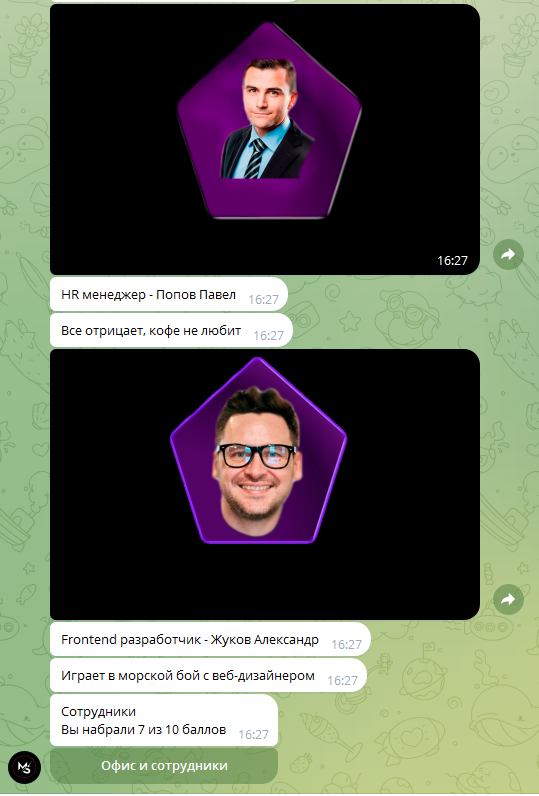 16:27
HR менеджер - Попов Павел 16:27
Все отрицает, кофе не любит 16:27
Frontend разработчик - Жуков Александр 16:27
Играет в морской бой с веб-дизайнером 16:27
Сотрудники
Вы набрали 7 из 10 баллов 16:27
MS
Офис и сотрудники